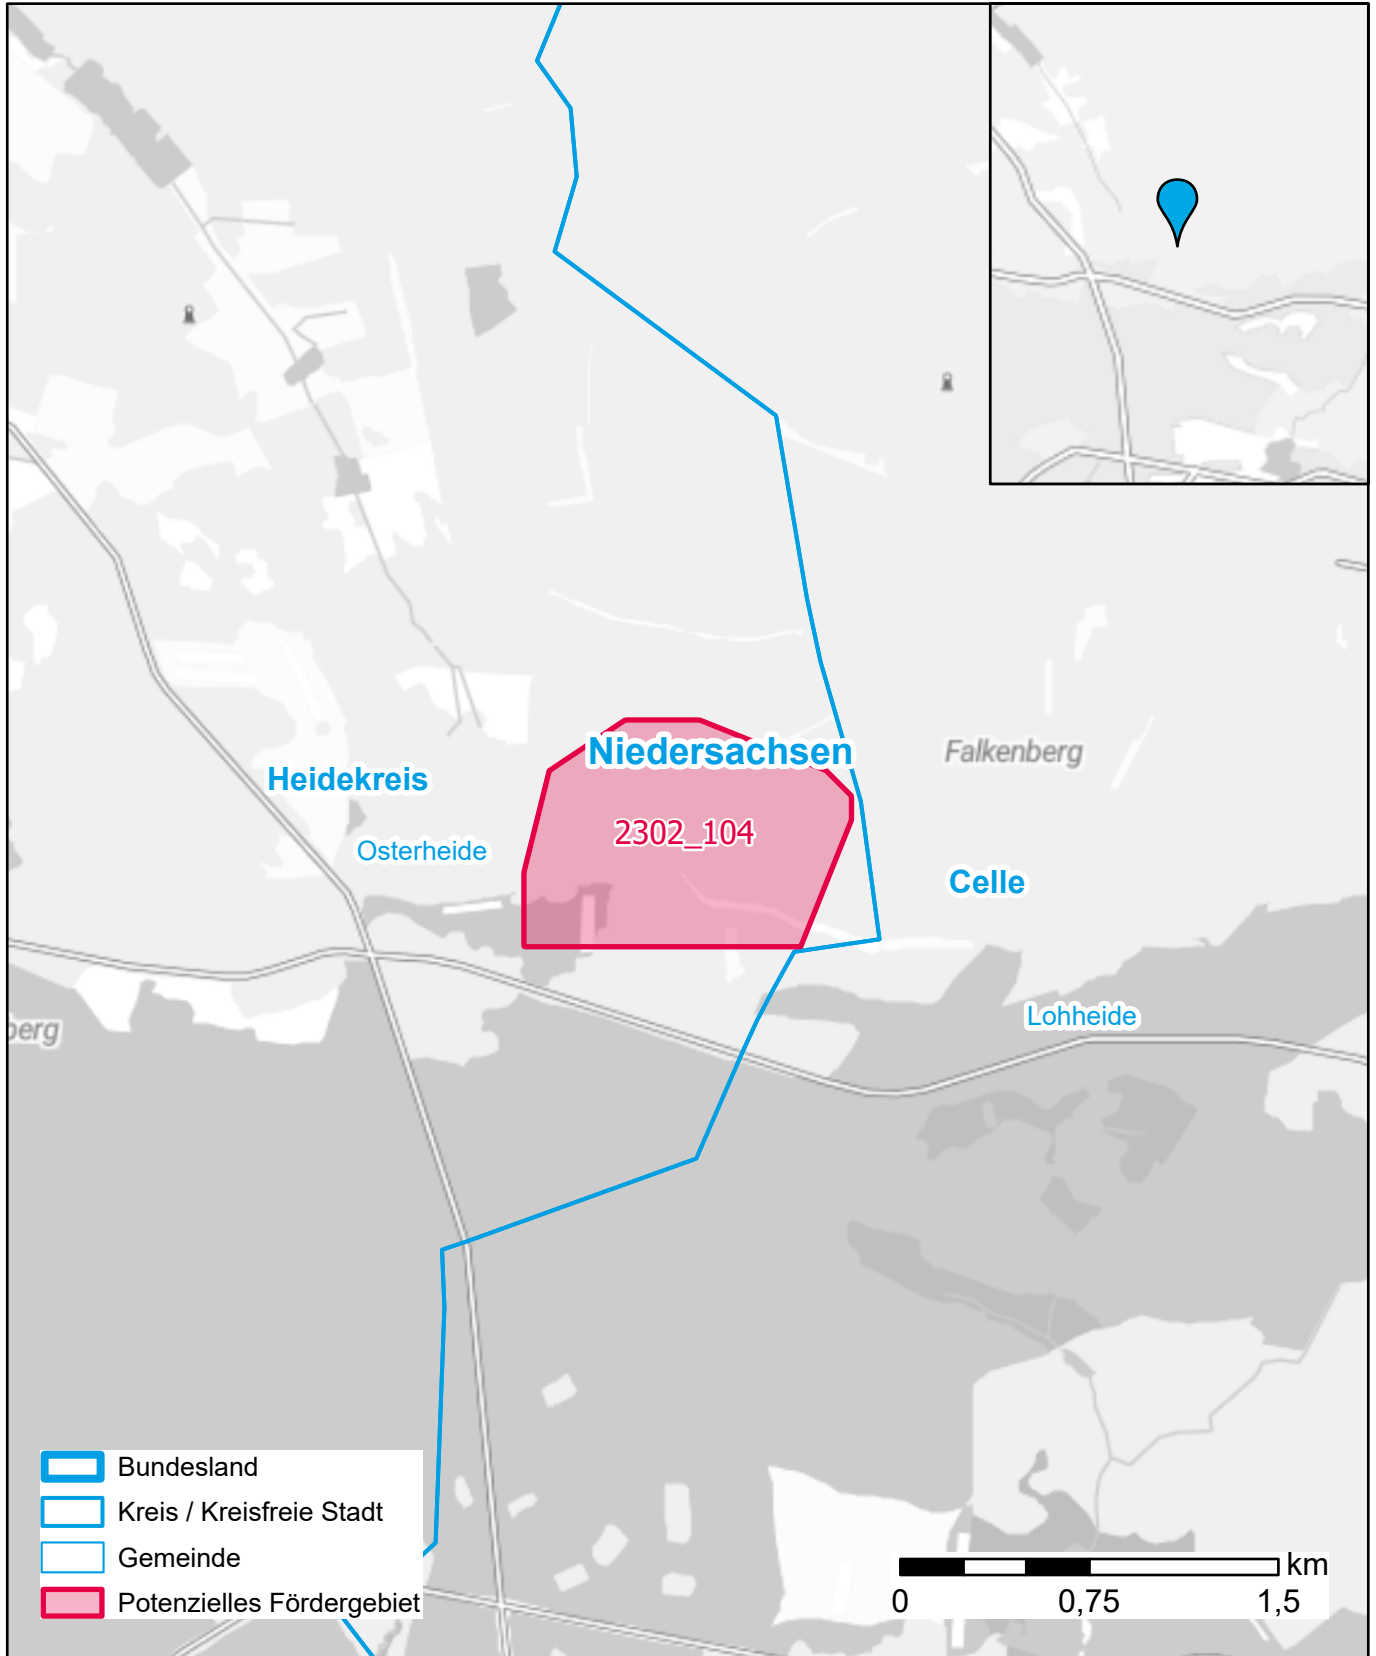 Niedersachsen
Falkenberg
Heidekreis
2302_104
Osterheide
Celle
Lohheide
berg
Bundesland
Kreis / Kreisfreie Stadt
Gemeinde
Potenzielles Fördergebiet
km
0 0,75 1,5